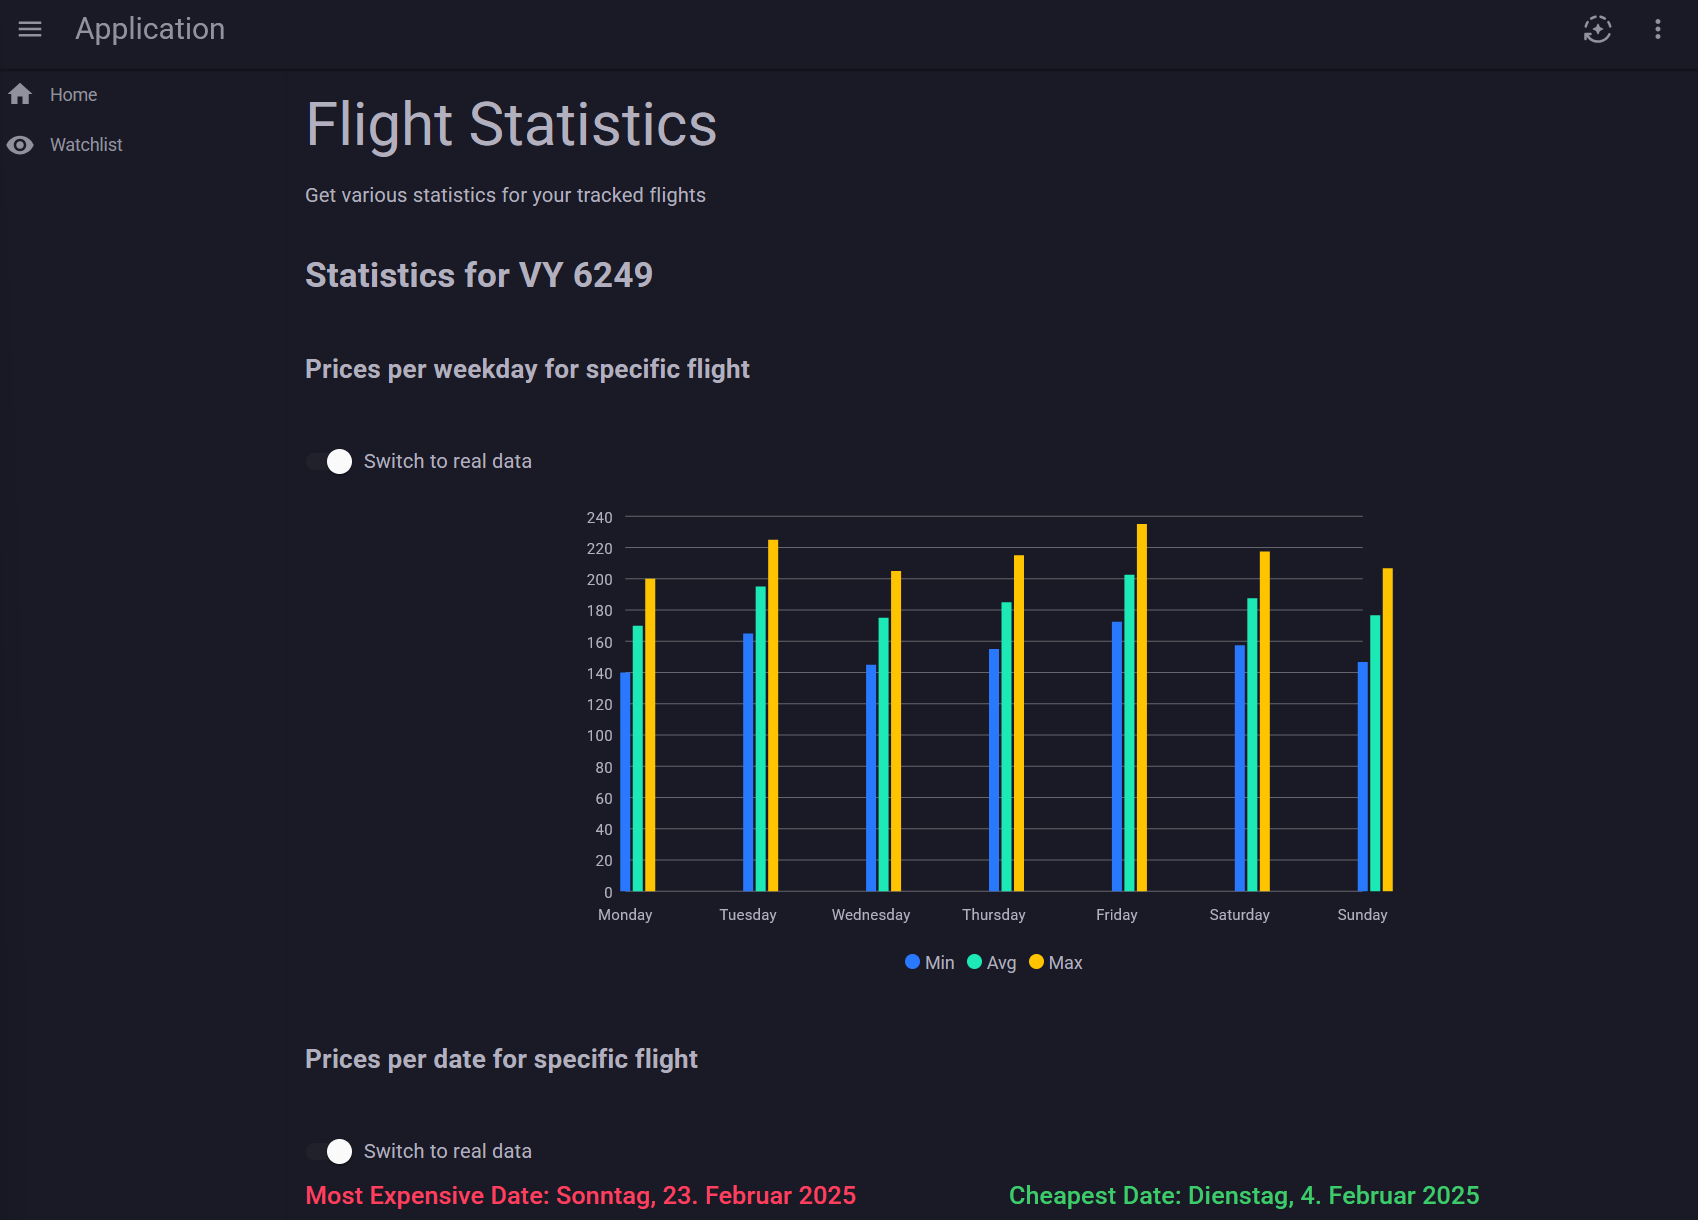 Application
Home
Watchlist
Flight Statistics
Get various statistics for your tracked flights
Statistics for VY 6249
Prices per weekday for specific flight
Switch to real data
240
220
200
180
160
140
120
100
80
60
40
20
0
Monday Tuesday Wednesday Thursday Friday Saturday Sunday
Min Avg Max
Prices per date for specific flight
Switch to real data
Most Expensive Date: Sonntag, 23. Februar 2025 Cheapest Date: Dienstag, 4. Februar 2025